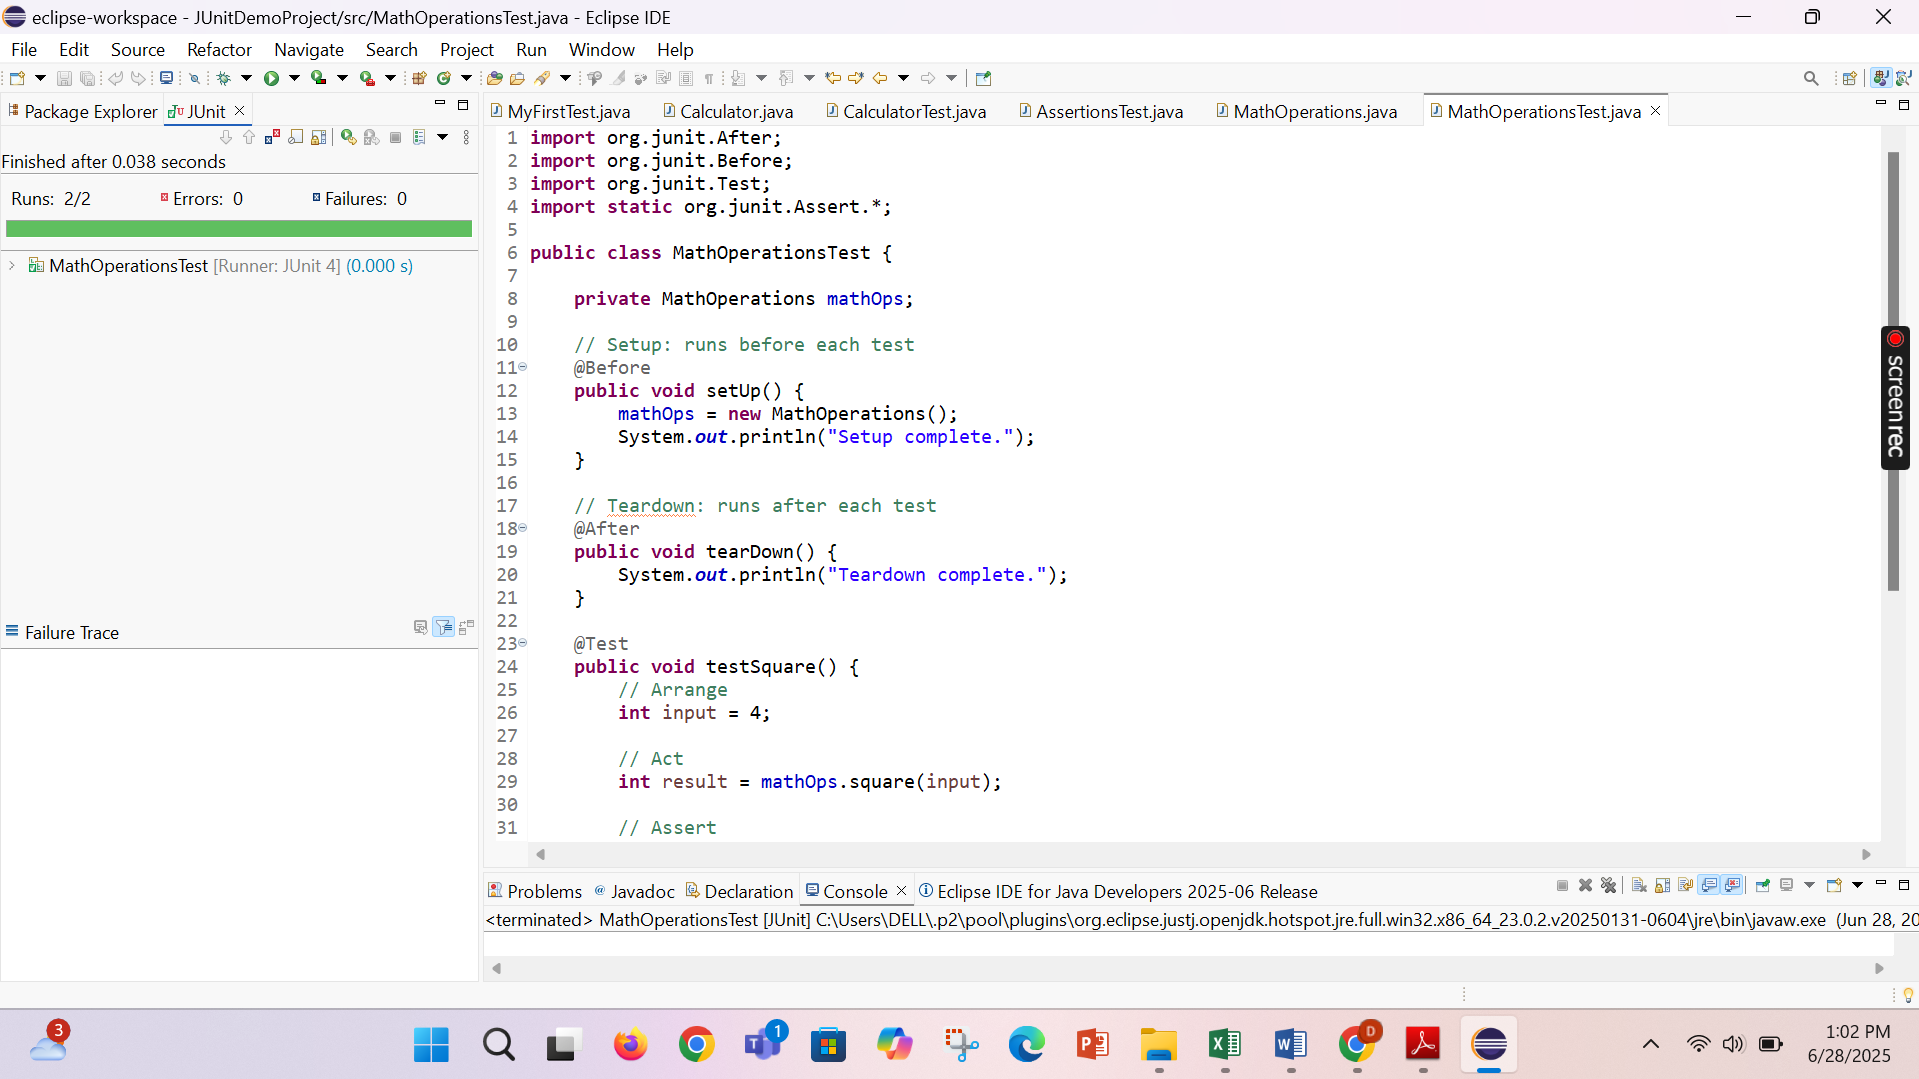 eclipse-workspace - JUnitDemoProject/src/MathOperationsTest.java - Eclipse IDE
File Edit Source Refactor Navigate Search Project Run Window Help
Package Explorer JUnit
Finished after 0.038 seconds
Runs: 2/2 Errors: 0 Failures: 0
MathOperationsTest [Runner: JUnit 4] (0.000 s)
Failure Trace
MyFirstTest.java Calculator.java CalculatorTest.java AssertionsTest.java MathOperations.java MathOperationsTest.java
1 import org.junit.After;
2 import org.junit.Before;
3 import org.junit.Test;
4 import static org.junit.Assert.*;
5
6 public class MathOperationsTest {
7
8 private MathOperations mathOps;
9
10 // Setup: runs before each test
11 @Before
12 public void setUp() {
13 mathOps = new MathOperations();
14 System.out.println("Setup complete.");
15 }
16
17 // Teardown: runs after each test
18 @After
19 public void tearDown() {
20 System.out.println("Teardown complete.");
21 }
22
23 @Test
24 public void testSquare() {
25 // Arrange
26 int input = 4;
27
28 // Act
29 int result = mathOps.square(input);
30
31 // Assert
screenrec
Problems Javadoc Declaration Console Eclipse IDE for Java Developers 2025-06 Release
<terminated> MathOperationsTest [JUnit] C:\Users\DELL\.p2\pool\plugins\org.eclipse.justj.openjdk.hotspot.jre.full.win32.x86_64_23.0.2.v20250131-0604\jre\bin\javaw.exe (Jun 28, 20
3
1
D
1:02 PM
6/28/2025